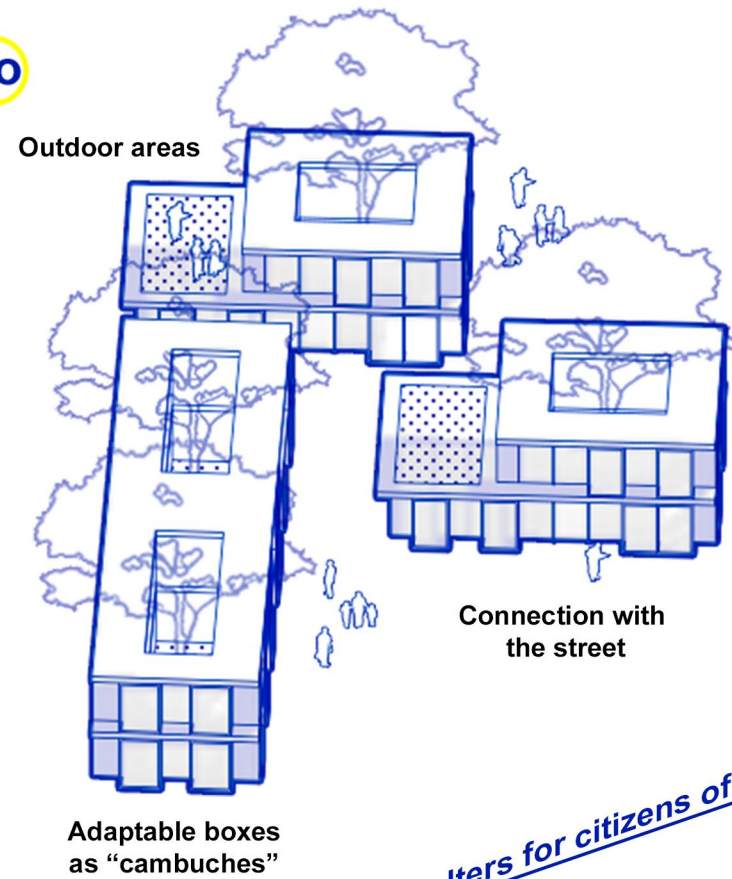 o
Outdoor areas
Connection with
the street
Adaptable boxes
as “cambuches”
for citizens of